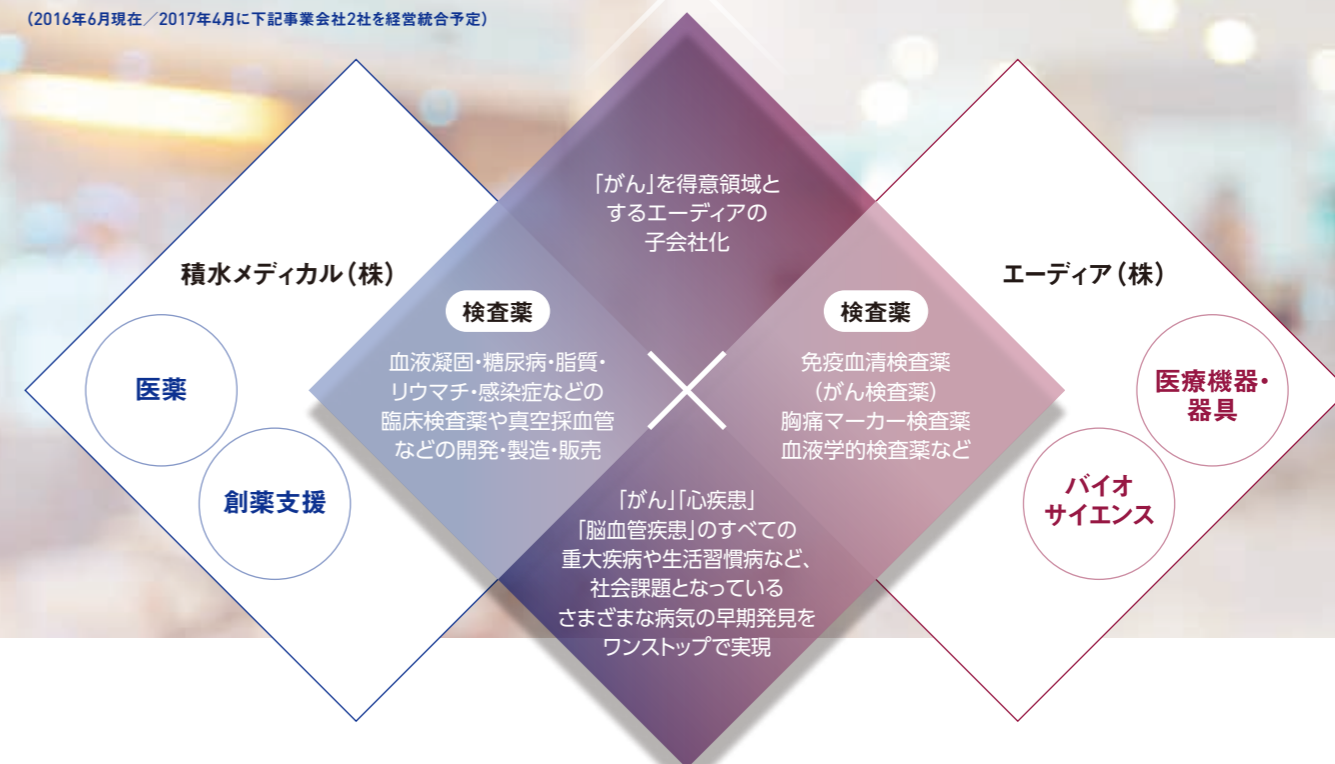 (2016年6月現在／2017年4月に下記事業会社2社を経営統合予定)
「がん」を得意領域と
するエーディアの
子会社化
積水メディカル(株)
医薬
創薬支援
検査薬
血液凝固・糖尿病・脂質・
リウマチ・感染症などの
臨床検査薬や真空採血管
などの開発・製造・販売
エーディア(株)
検査薬
免疫血清検査薬
(がん検査薬)
胸痛マーカー検査薬
血液学的検査薬など
医療機器・
器具
バイオ
サイエンス
「がん」「心疾患」
「脳血管疾患」のすべての
重大疾病や生活習慣病など、
社会課題となっている
さまざまな病気の早期発見を
ワンストップで実現